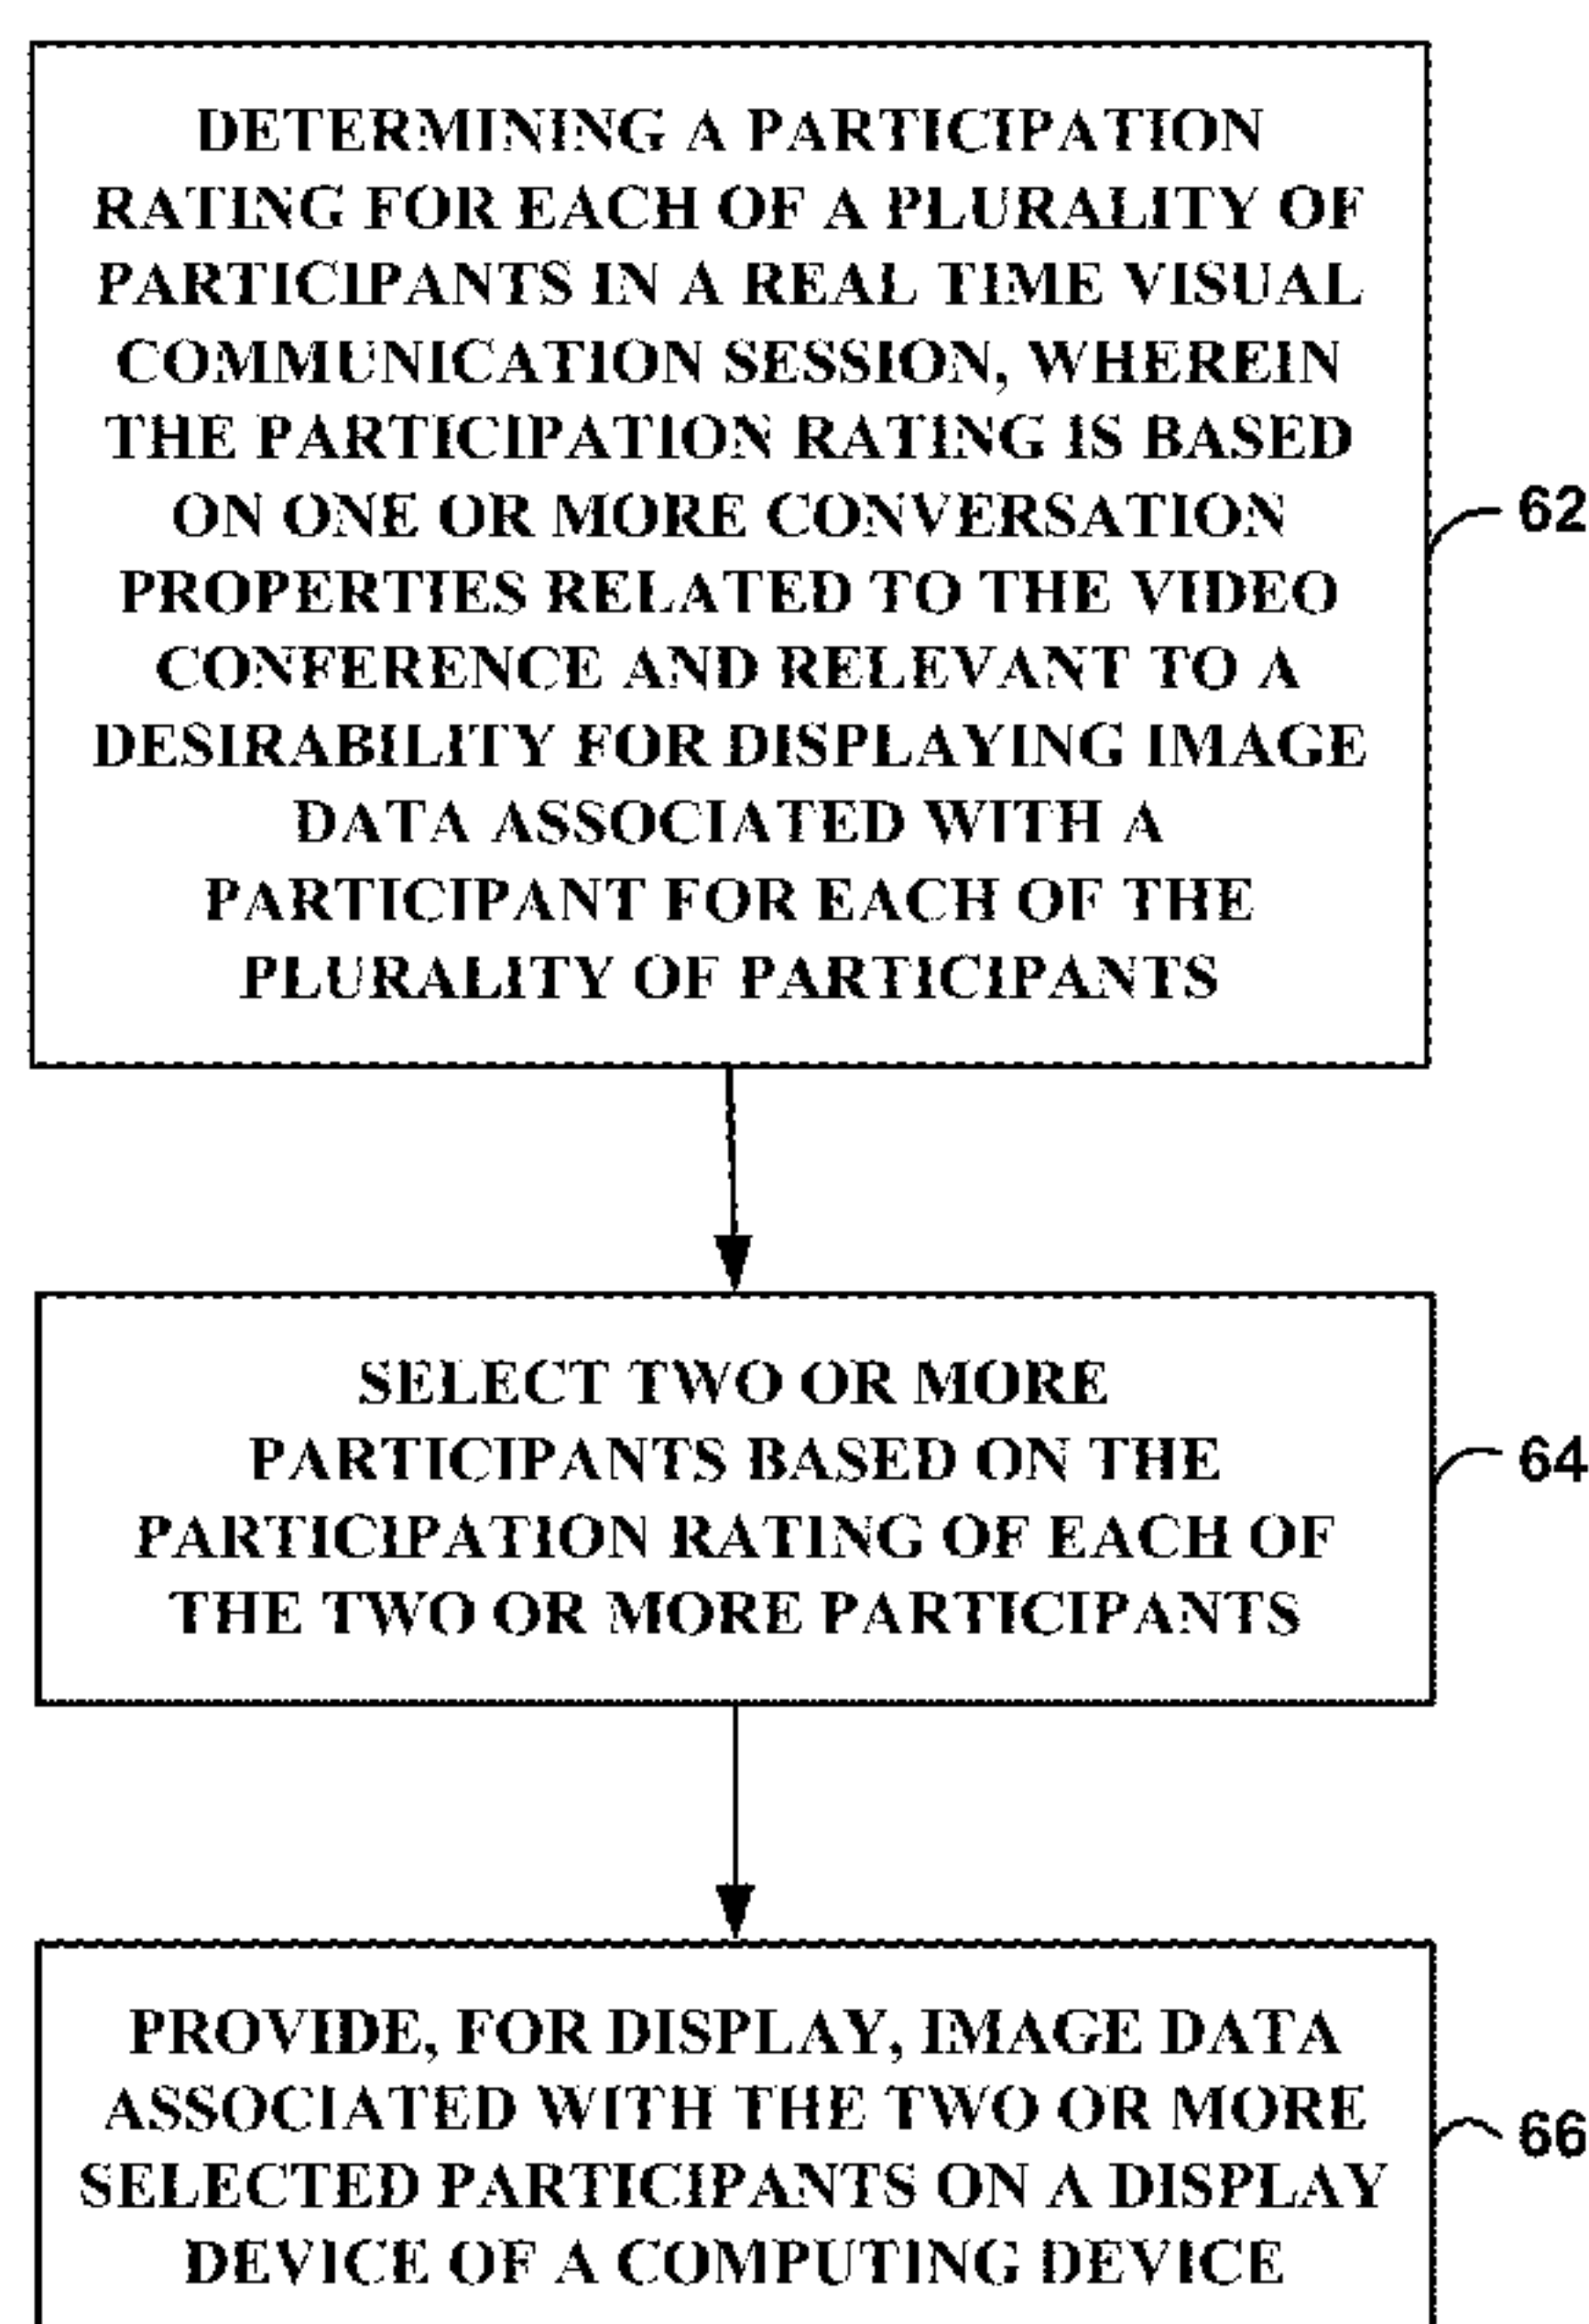 DETERMINING A PARTICIPATION
RATING FOR EACH OF A PLURALITY OF
PARTICIPANTS IN A REAL TIME VISUAL
COMMUNICATION SESSION, WHEREIN
THE PARTICIPATION RATING IS BASED
ON ONE OR MORE CONVERSATION
PROPERTIES RELATED TO THE VIDEO
CONFERENCE AND RELEVANT TO A
DESIRABILITY FOR DISPLAYING IMAGE
DATA ASSOCIATED WITH A
PARTICIPANT FOR EACH OF THE
PLURALITY OF PARTICIPANTS
62
SELECT TWO OR MORE
PARTICIPANTS BASED ON THE
PARTICIPATION RATING OF EACH OF
THE TWO OR MORE PARTICIPANTS
64
PROVIDE, FOR DISPLAY, IMAGE DATA
ASSOCIATED WITH THE TWO OR MORE
SELECTED PARTICIPANTS ON A DISPLAY
DEVICE OF A COMPUTING DEVICE
66